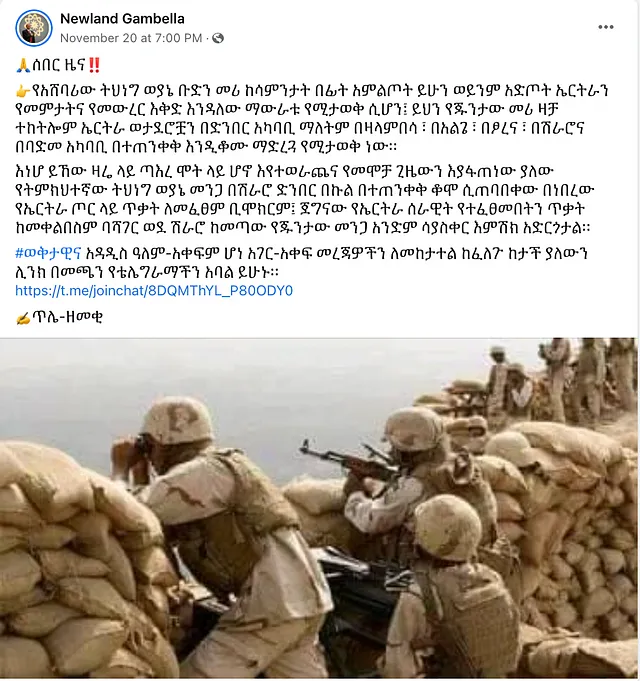 Newland Gambella
November 20 at 7:00 PM ·
🙏ሰበር ዜና‼️
👉የአሸባሪው ትህነግ ወያኔ ቡድን መሪ ከሳምንታት በፊት አምልጦት ይሁን ወይንም አድጦት ኤርትራን
የመምታትና የመውረር እቅድ እንዳለው ማውራቱ የሚታወቅ ሲሆን፤ ይህን የጁንታው መሪ ዛቻ
ተከትሎም ኤርትራ ወታደሮቿን በድንበር አካባቢ ማለትም በዛላምበሳ ፣ በአልጌ ፣ በፆረና ፣ በሽራሮና
በባድመ አካባቢ በተጠንቀቅ እንዲቆሙ ማድረጓ የሚታወቅ ነው።
እነሆ ይኸው ዛሬ ላይ ጣእረ ሞት ላይ ሆኖ እየተወራጨና የመሞቻ ጊዜውን እያፋጠነው ያለው
የትምክህተኛው ትህነግ ወያኔ መንጋ በሽራሮ ድንበር በኩል በተጠንቀቅ ቆሞ ሲጠባበቀው በነበረው
የኤርትራ ጦር ላይ ጥቃት ለመፈፀም ቢሞክርም፤ ጀግናው የኤርትራ ሰራዊት የተፈፀመበትን ጥቃት
ከመቀልበስም ባሻገር ወደ ሽራሮ ከመጣው የጁንታው መንጋ አንድም ሳያስቀር እምሽክ አድርጎታል።
#ወቅታዊና አዳዲስ ዓለም-አቀፍም ሆነ አገር-አቀፍ መረጃዎችን ለመከታተል ከፈለጉ ከታች ያለውን
ሊንክ በመጫን የቴሌግራማችን አባል ይሁኑ።
https://t.me/joinchat/8DQMThYL_P80ODY0
✍️ጥሌ-ዘመቂ